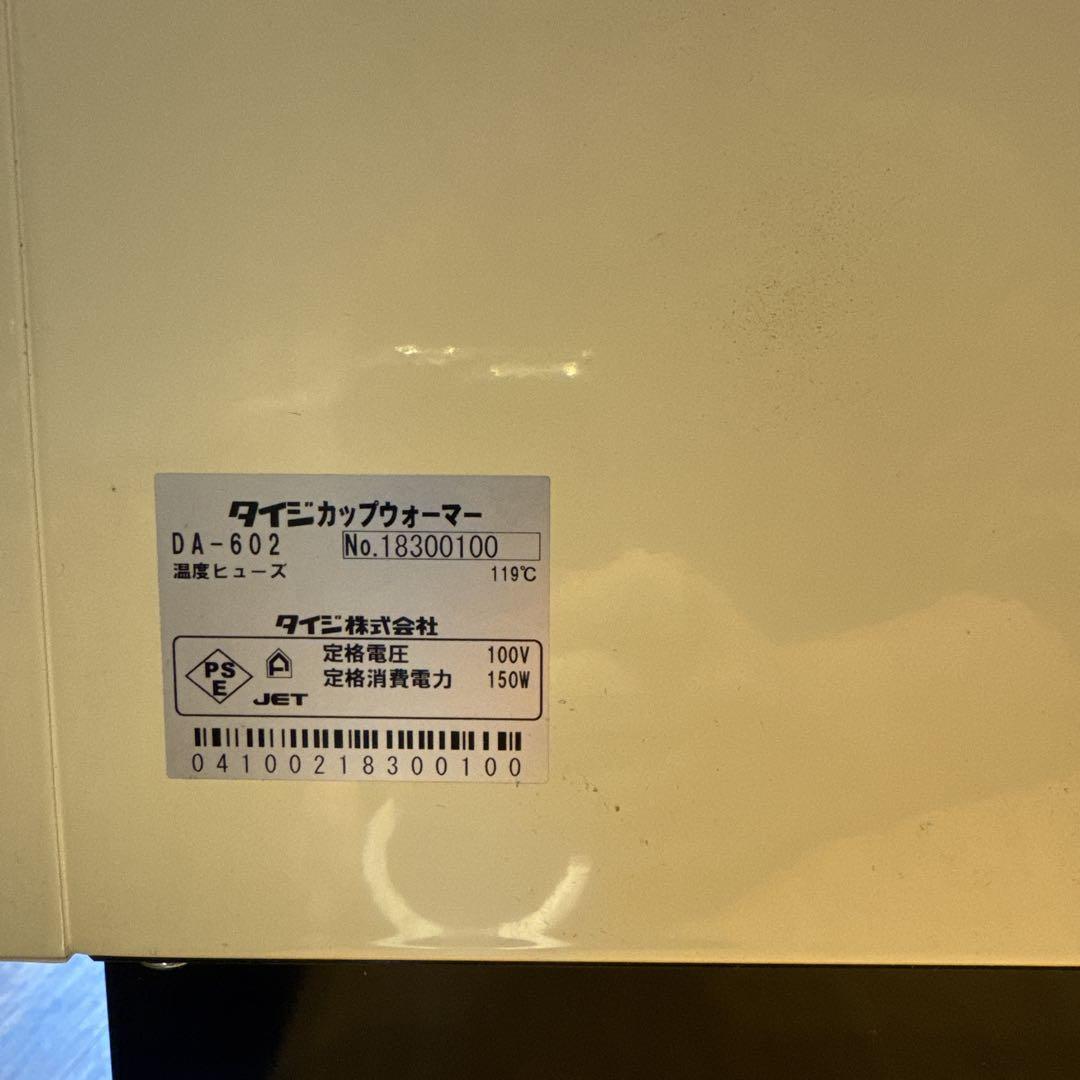 タイジカップウォーマー
DA-602 No.18300100
温度ヒューズ 119℃
タイジ株式会社
PS
E
JET
定格電圧 100V
定格消費電力 150W
04100218300100